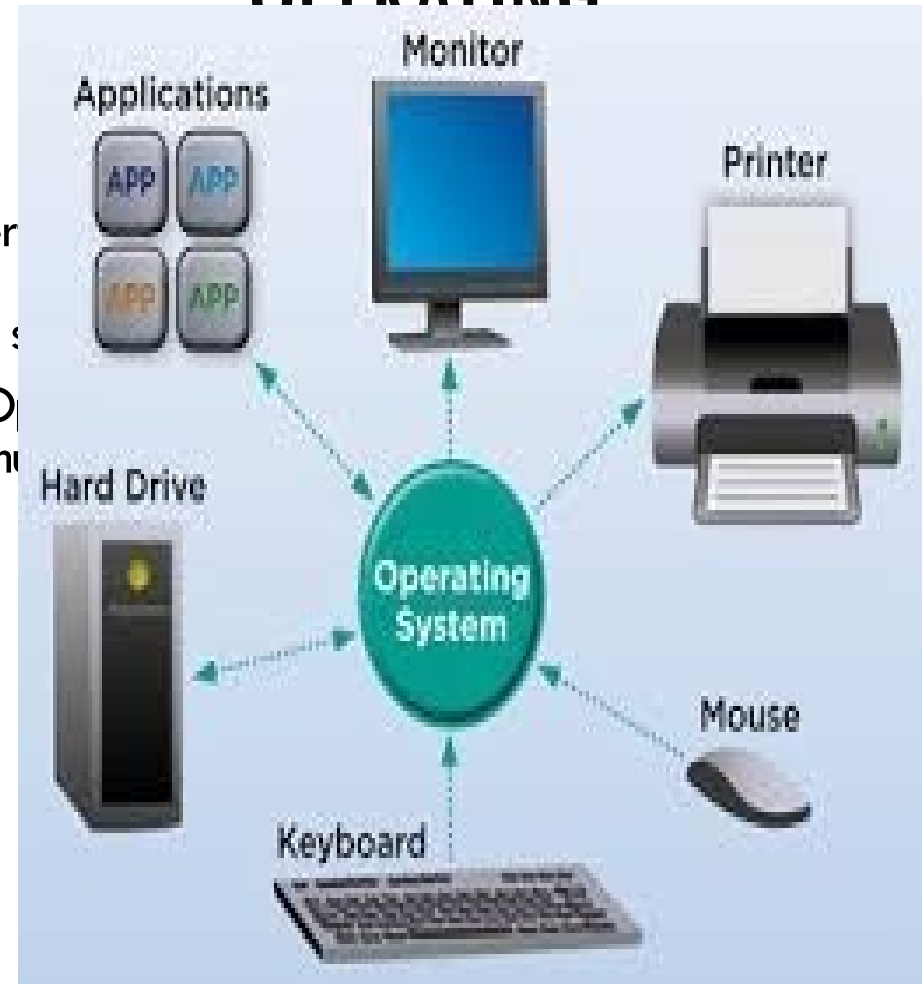 Monitor
Applications
APP APP
APP APP
Printer
Hard Drive
Operating
System
Mouse
Keyboard